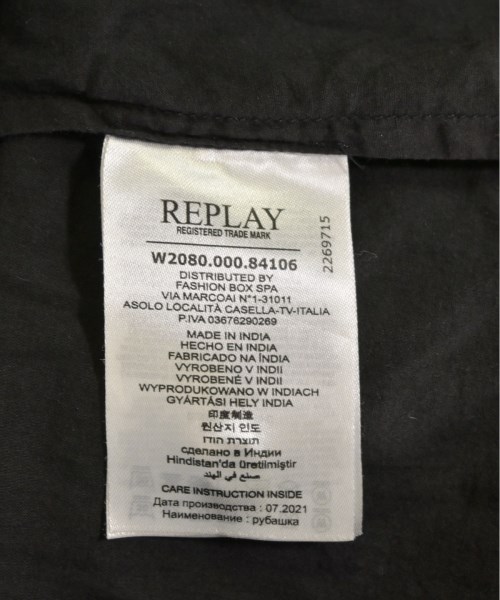 REPLAY
REGISTERED TRADE MARK
2269715
W2080.000.84106
DISTRIBUTED BY
FASHION BOX SPA
VIA MARCOAI N°1-31011
ASOLO LOCALITÀ CASELLA-TV-ITALIA
P.IVA 03676290269
MADE IN INDIA
HECHO EN INDIA
FABRICADO NA ÍNDIA
VYROBENO V INDII
VYROBENÉ V INDII
WYPRODUKOWANO W INDIACH
GYÁRTÁSI HELY INDIA
印度制造
원산지 인도
תוצרת הודו
сделано в Индии
Hindistan'da üretilmiştir
صنع في الهند
CARE INSTRUCTION INSIDE
Дата производства : 07.2021
Наименование : рубашка